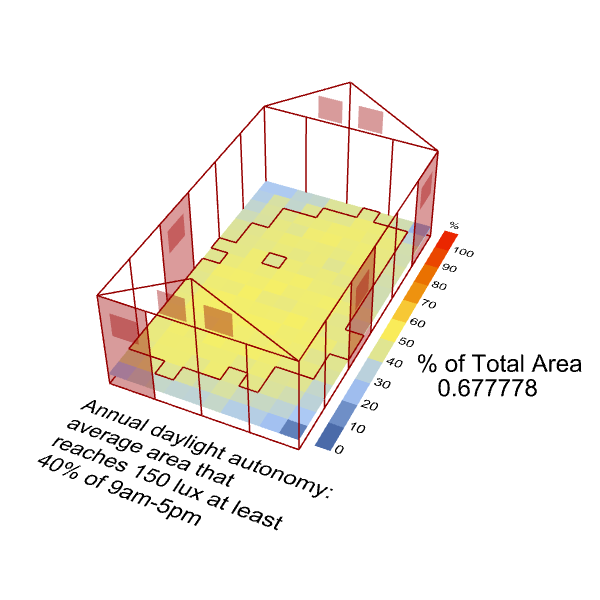 %
100
90
80
70
60
50
40
30
20
10
0
% of Total Area
0.677778
Annual daylight autonomy:
average area that
reaches 150 lux at least
40% of 9am-5pm